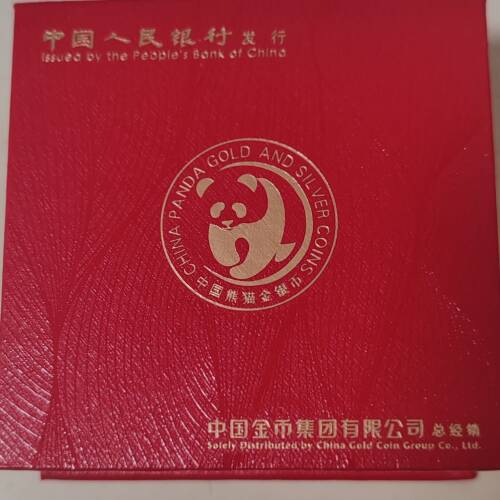 中国人民银行 发行
Issued by the People's Bank of China
CHINA PANDA GOLD AND SILVER COINS
中国熊猫金银币
中国金币集团有限公司 总经销
Solely Distributed by China Gold Coin Group Co., Ltd.